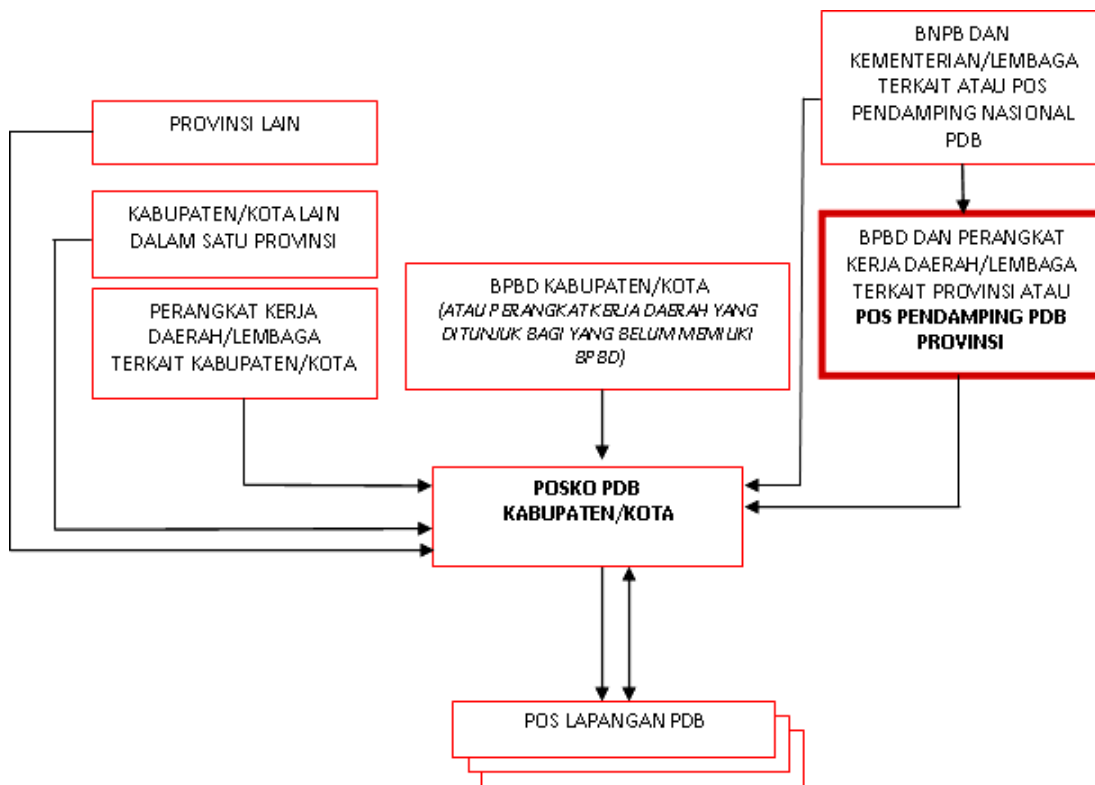 BNPB DAN
KEMENTERIAN/LEMBAGA
TERKAIT ATAU POS
PENDAMPING NASIONAL
PDB
PROVINSI LAIN
KABUPATEN/KOTA LAIN
DALAM SATU PROVINSI
BPBD DAN PERANGKAT
KERJA DAERAH/LEMBAGA
TERKAIT PROVINSI ATAU
POS PENDAMPING PDB
PROVINSI
BPBD KABUPATEN/KOTA
(ATAU PERANGKAT KERJA DAERAH YANG
DITUNJUK BAGI YANG BELUM MEMILIKI
BPBD)
PERANGKAT KERJA
DAERAH/LEMBAGA
TERKAIT KABUPATEN/KOTA
POSKO PDB
KABUPATEN/KOTA
POS LAPANGAN PDB